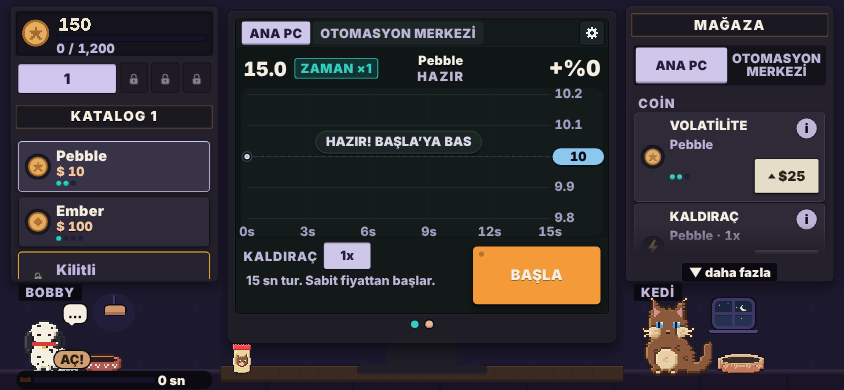 150
0 / 1,200
1
KATALOG 1
Pebble
$ 10
Ember
$ 100
Kilitli
BOBBY
...
AÇ!
0 sn
ANA PC
OTOMASYON MERKEZİ
15.0
ZAMAN ×1
Pebble
HAZIR
+%0
10.2
10.1
HAZIR! BAŞLA'YA BAS
10
9.9
9.8
0s 3s 6s 9s 12s 15s
KALDIRAÇ
1x
15 sn tur. Sabit fiyattan başlar.
BAŞLA
MAĞAZA
ANA PC
OTOMASYON
MERKEZİ
COİN
VOLATİLİTE
i
Pebble
$25
KALDIRAÇ
i
Pebble · 1x
▼ daha fazla
KEDİ